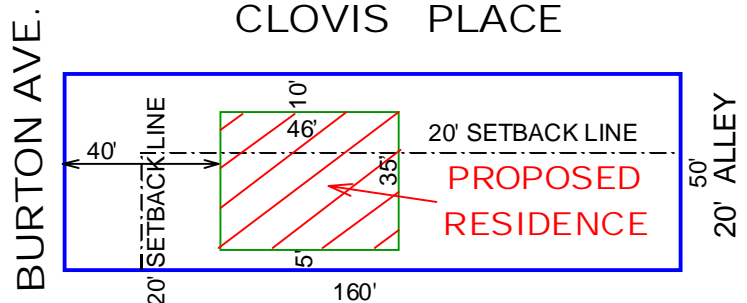 CLOVIS PLACE
BURTON AVE.
10'
46'
20' SETBACK LINE
40'
20' SETBACK LINE
35'
PROPOSED
RESIDENCE
50'
20' ALLEY
5'
160'